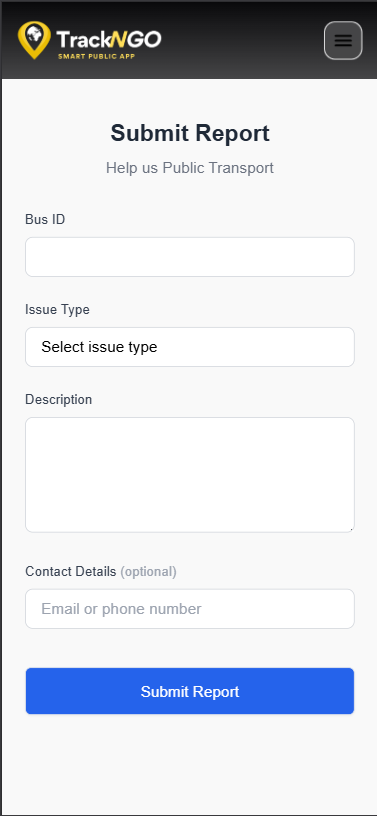 TrackNGO
SMART PUBLIC APP
Submit Report
Help us Public Transport
Bus ID
Issue Type
Select issue type
Description
Contact Details (optional)
Email or phone number
Submit Report